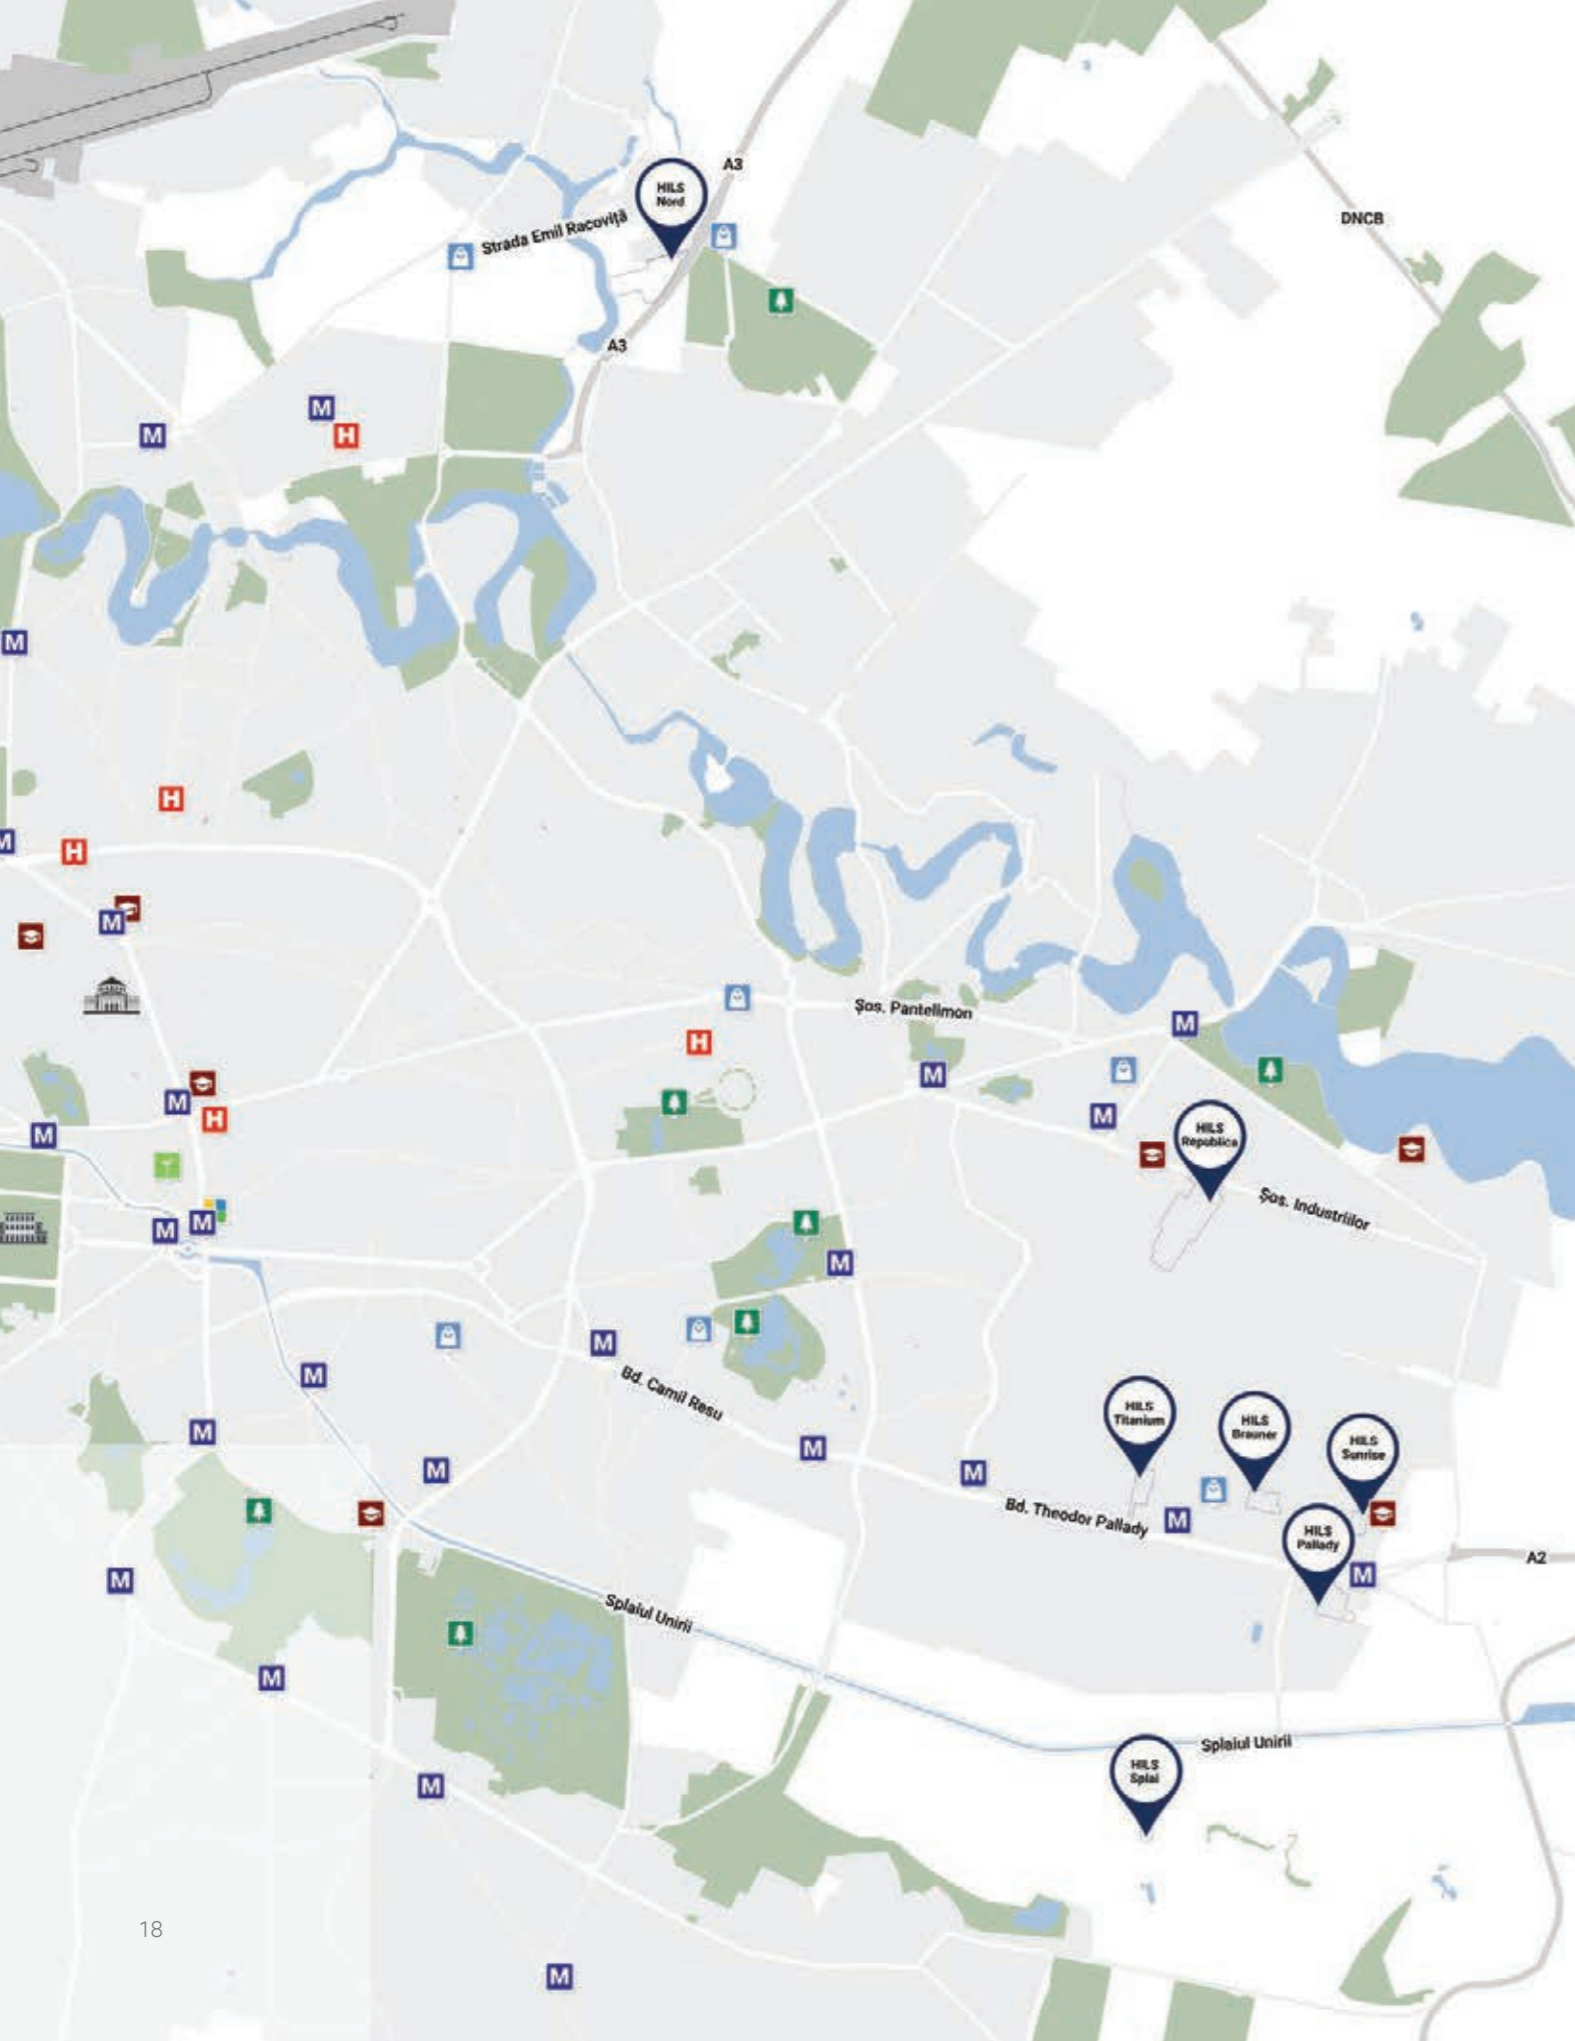 A3
HILS
Nord
Strada Emil Racoviță
DNCB
A3
M
M
H
M
H
M
H
M
Șos. Pantelimon
M
H
M
M
M
H
M
M
HILS
Republica
Șos. Industriilor
M
M
M
M
Bd. Camil Resu
M
HILS
Titanium
HILS
Brauner
HILS
Sunrise
M
M
M
M
Bd. Theodor Pallady
M
HILS
Pallady
A2
M
M
Splaiul Unirii
M
Splaiul Unirii
HILS
Splai
M
18
M